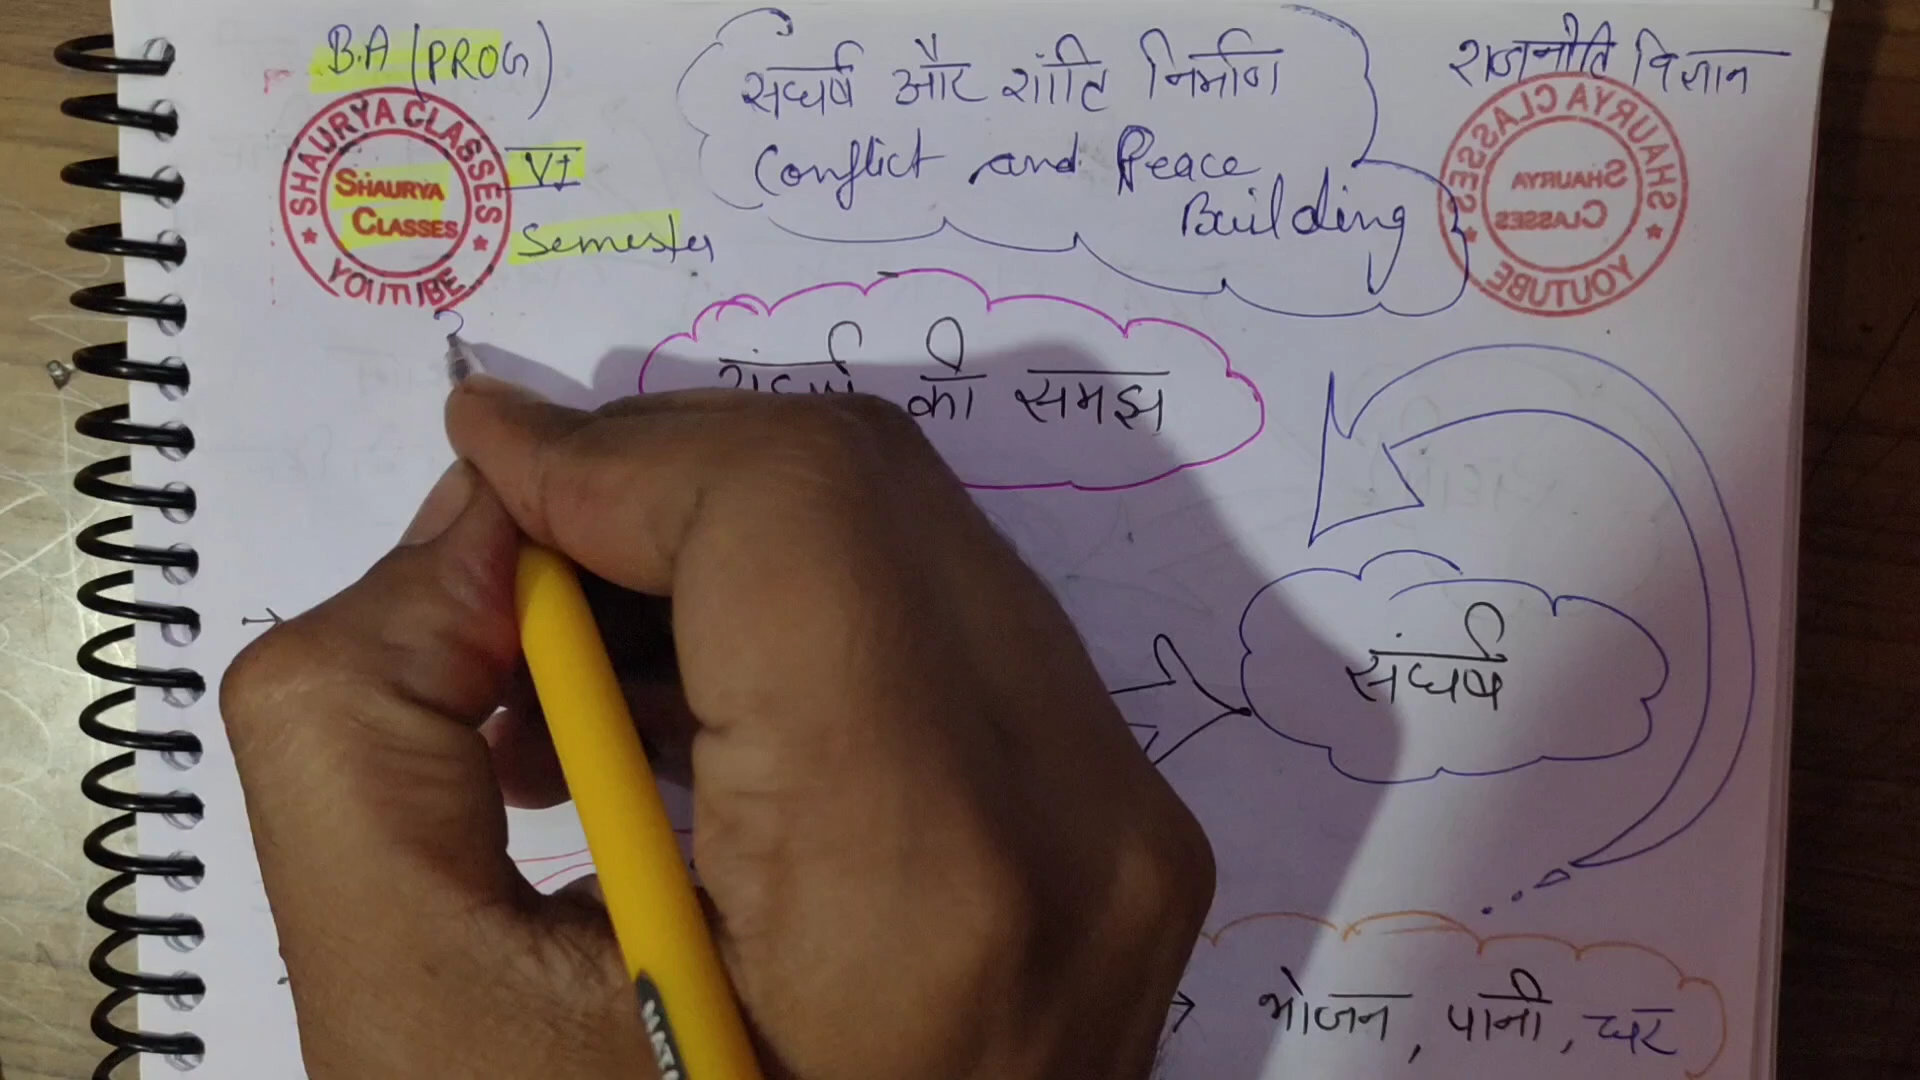 B.A (PROG)
VI
Semester
संघर्ष और शांति निर्माण
Conflict and Peace
Building
राजनीति विज्ञान
SHAURYA CLASSES
SHAURYA
CLASSES
YOUTUBE
SHAURYA CLASSES
SHAURYA
CLASSES
YOUTUBE
संघर्ष की समझ
संघर्ष
→ भोजन, पानी, घर